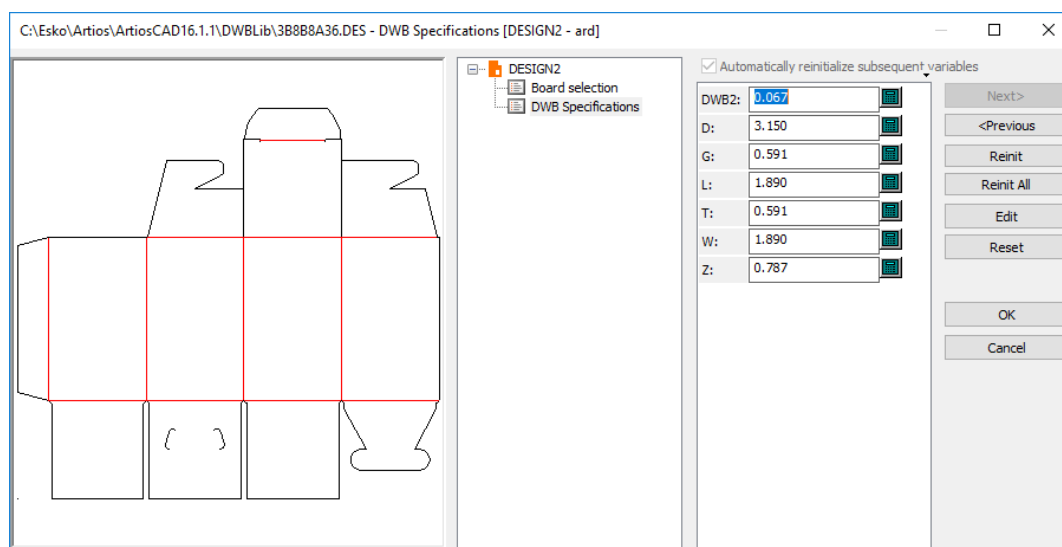 C:\Esko\Artios\ArtiosCAD16.1.1\DWBLib\3B8B8A36.DES - DWB Specifications [DESIGN2 - ard]
DESIGN2
Board selection
DWB Specifications
Automatically reinitialize subsequent variables
DWB2: 0.067
D: 3.150
G: 0.591
L: 1.890
T: 0.591
W: 1.890
Z: 0.787
Next>
<Previous
Reinit
Reinit All
Edit
Reset
OK
Cancel